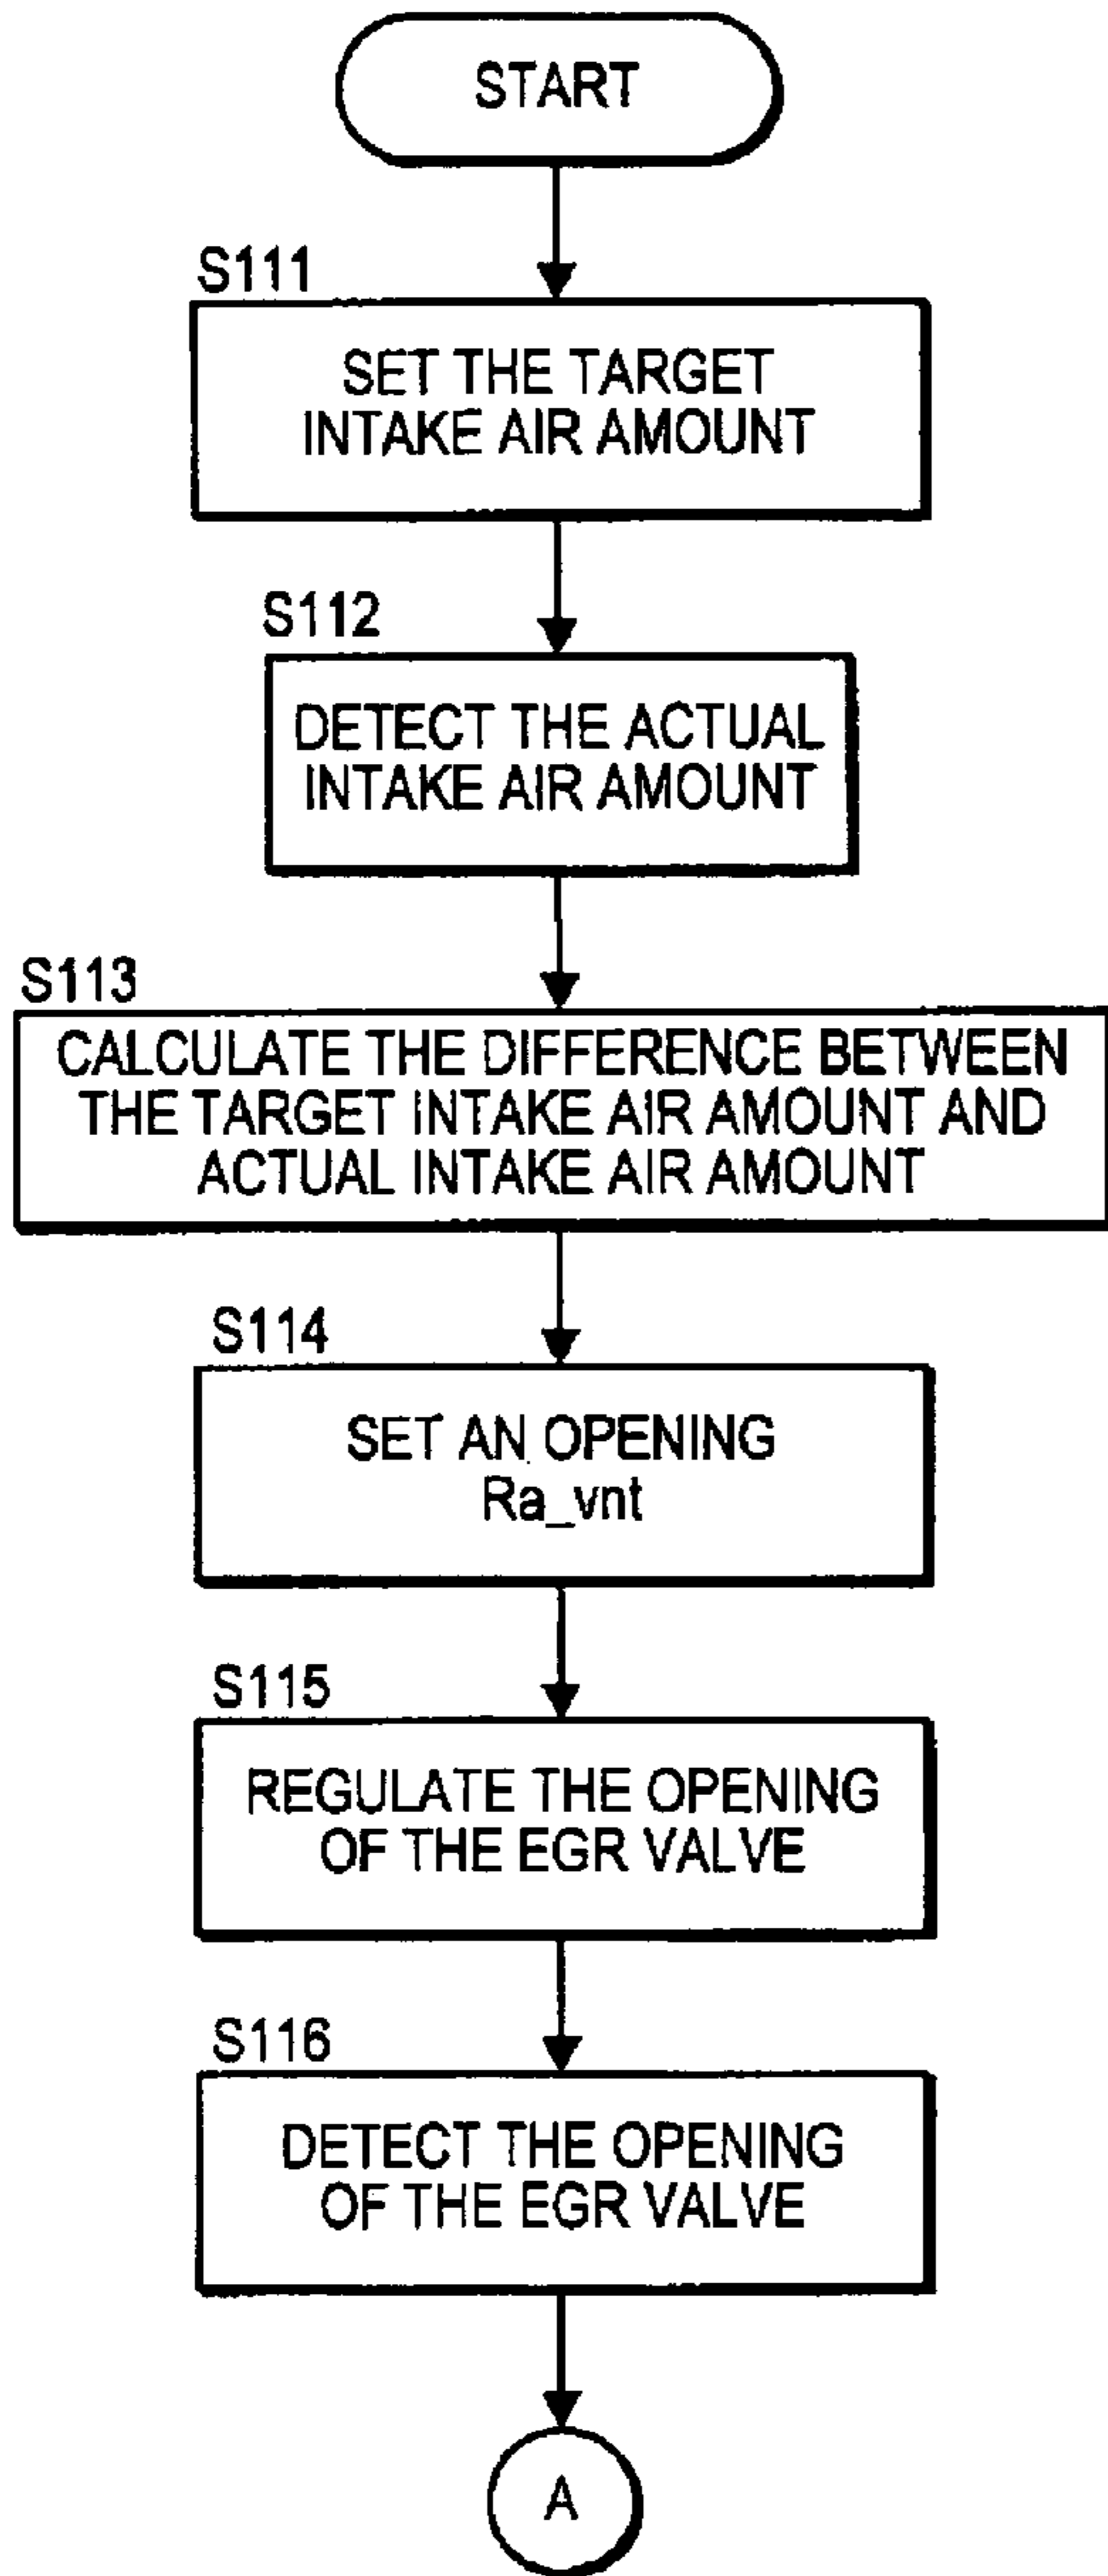 START
S111
SET THE TARGET
INTAKE AIR AMOUNT
S112
DETECT THE ACTUAL
INTAKE AIR AMOUNT
S113
CALCULATE THE DIFFERENCE BETWEEN
THE TARGET INTAKE AIR AMOUNT AND
ACTUAL INTAKE AIR AMOUNT
S114
SET AN OPENING
Ra_vnt
S115
REGULATE THE OPENING
OF THE EGR VALVE
S116
DETECT THE OPENING
OF THE EGR VALVE
A